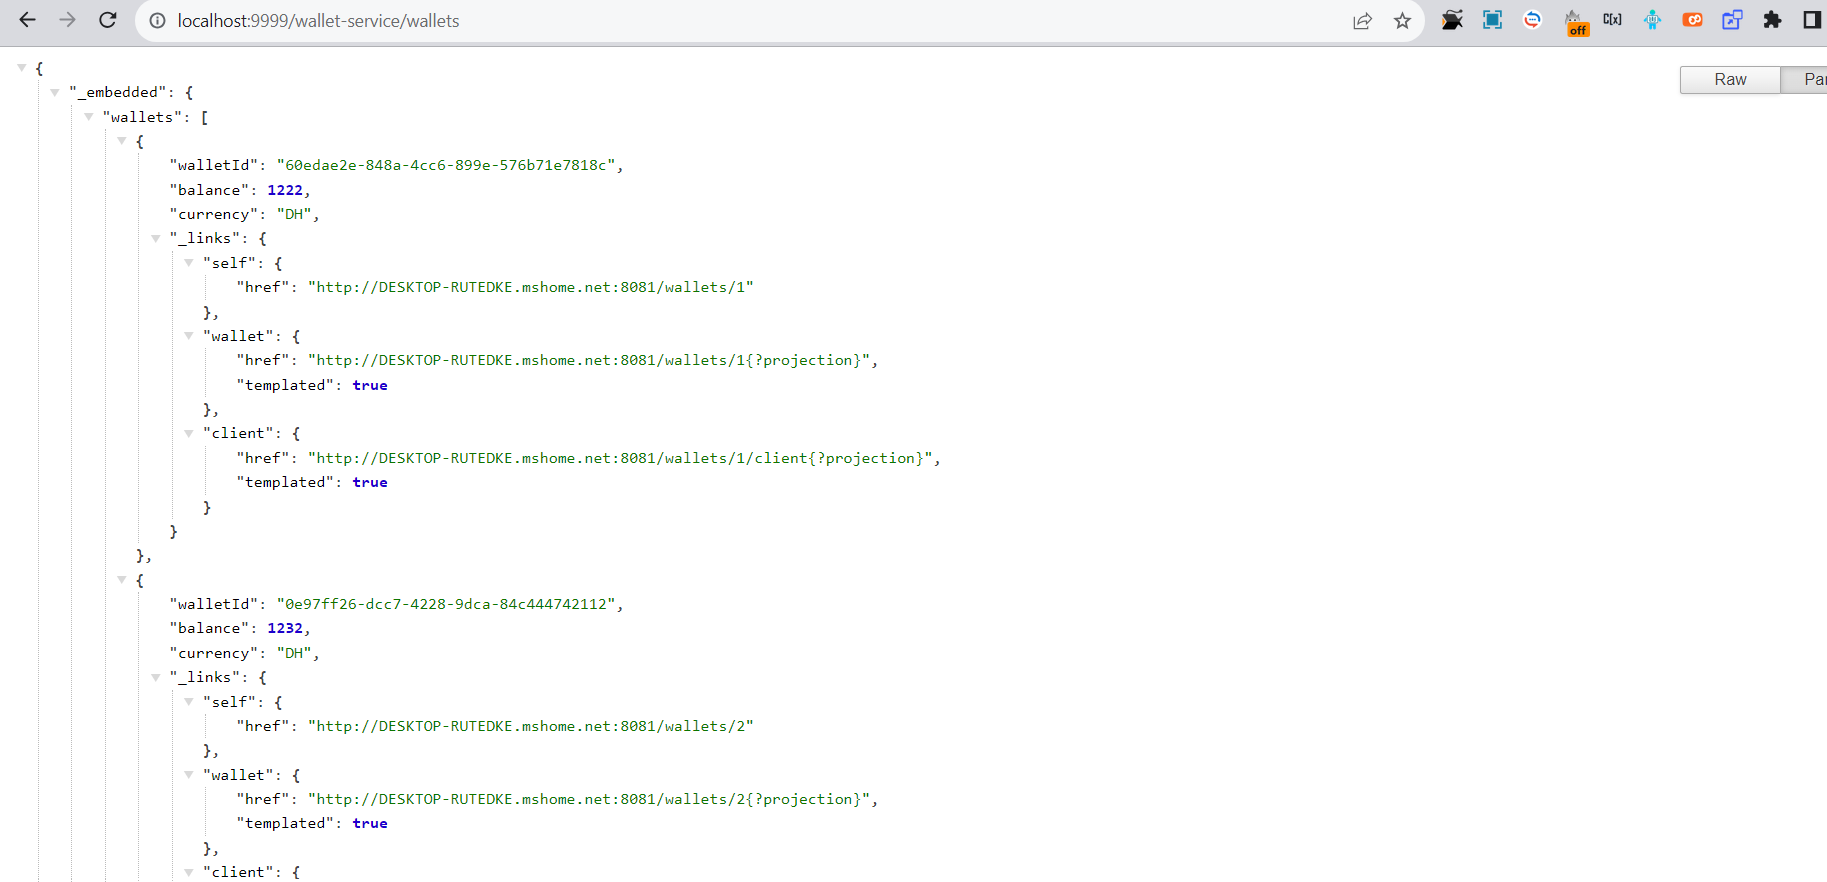 localhost:9999/wallet-service/wallets
off
C[x]
Raw
{
"_embedded": {
"wallets": [
{
"walletId": "60edae2e-848a-4cc6-899e-576b71e7818c",
"balance": 1222,
"currency": "DH",
"_links": {
"self": {
"href": "http://DESKTOP-RUTEDKE.mshome.net:8081/wallets/1"
},
"wallet": {
"href": "http://DESKTOP-RUTEDKE.mshome.net:8081/wallets/1{?projection}",
"templated": true
},
"client": {
"href": "http://DESKTOP-RUTEDKE.mshome.net:8081/wallets/1/client{?projection}",
"templated": true
}
}
},
{
"walletId": "0e97ff26-dcc7-4228-9dca-84c444742112",
"balance": 1232,
"currency": "DH",
"_links": {
"self": {
"href": "http://DESKTOP-RUTEDKE.mshome.net:8081/wallets/2"
},
"wallet": {
"href": "http://DESKTOP-RUTEDKE.mshome.net:8081/wallets/2{?projection}",
"templated": true
},
"client": {